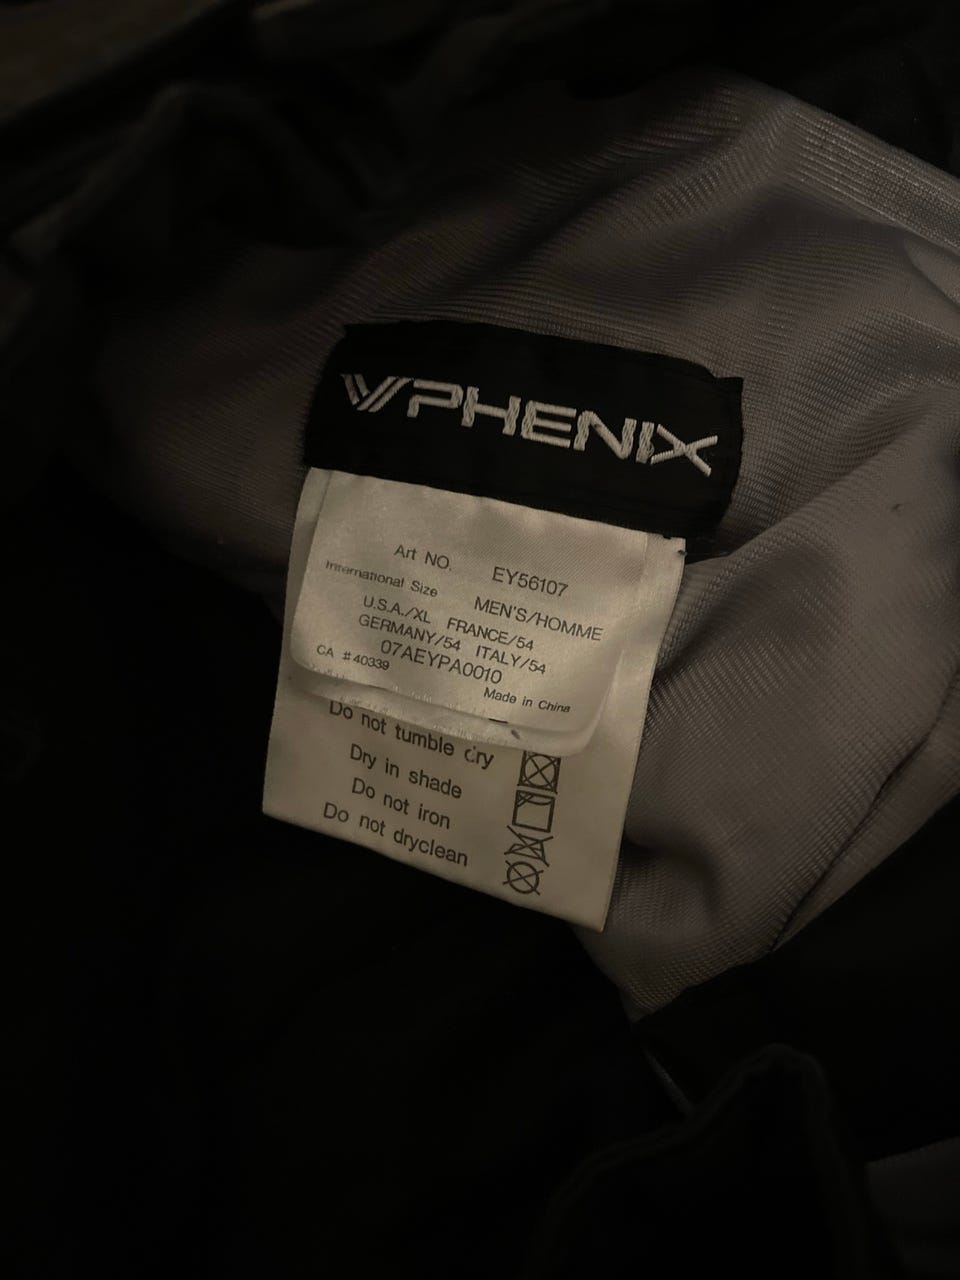 PHENIX
Art NO. EY56107
International Size MEN'S/HOMME
U.S.A./XL FRANCE/54
GERMANY/54 ITALY/54
CA #40339 07AEYPA0010
Made in China
Do not tumble dry
Dry in shade
Do not iron
Do not dryclean